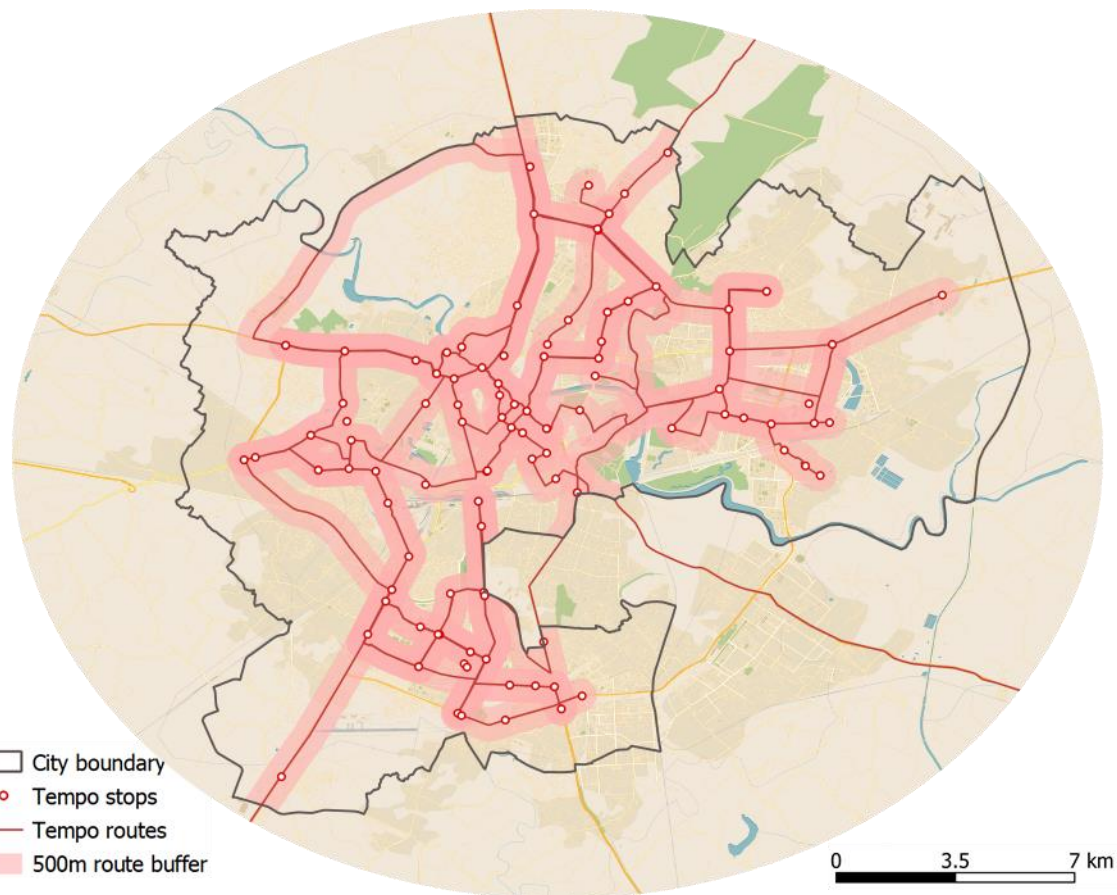 City boundary
Tempo stops
Tempo routes
500m route buffer
0 3.5 7 km